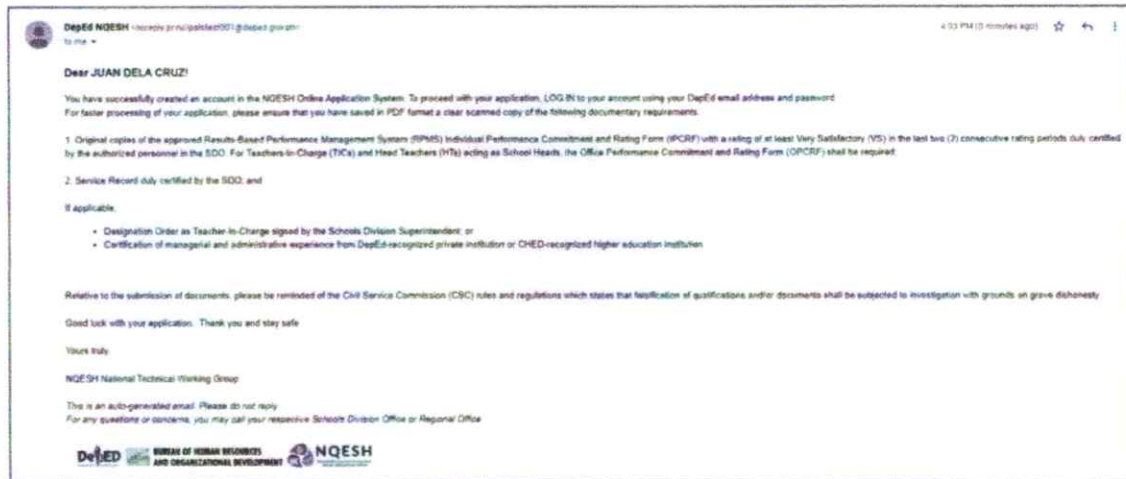 DepEd NQESH
4:03 PM (0 minutes ago)
to me
Dear JUAN DELA CRUZ!
You have successfully created an account in the NQESH Online Application System. To proceed with your application, LOG IN to your account using your DepEd email address and password.
For faster processing of your application, please ensure that you have saved in PDF format a clear scanned copy of the following documentary requirements.
1. Original copies of the approved Results-Based Performance Management System (RPMS) Individual Performance Commitment and Rating Form (IPCRF) with a rating of at least Very Satisfactory (VS) in the last two (2) consecutive rating periods duly certified
by the authorized personnel in the SDO. For Teachers-In-Charge (TICs) and Head Teachers (HTs) acting as School Heads, the Office Performance Commitment and Rating Form (OPCRF) shall be required;
2. Service Record duly certified by the SDO; and
If applicable,
• Designation Order as Teacher-In-Charge signed by the Schools Division Superintendent; or
• Certification of managerial and administrative experience from DepEd-recognized private institution or CHED-recognized higher education institution
Relative to the submission of documents, please be reminded of the Civil Service Commission (CSC) rules and regulations which states that falsification of qualifications and/or documents shall be subjected to investigation with grounds on grave dishonesty.
Good luck with your application. Thank you and stay safe.
Yours truly,
NQESH National Technical Working Group
This is an auto-generated email. Please do not reply.
For any questions or concerns, you may call your respective Schools Division Office or Regional Office
DepED
BUREAU OF HUMAN RESOURCES
AND ORGANIZATIONAL DEVELOPMENT
NQESH